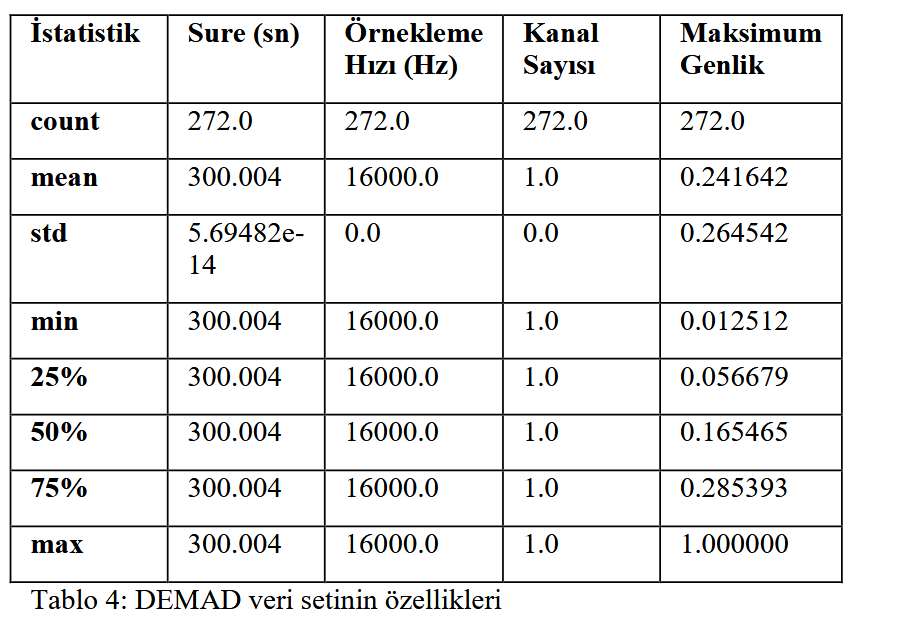 İstatistik Sure (sn) Örnekleme Hızı (Hz) Kanal Sayısı Maksimum Genlik
count 272.0 272.0 272.0 272.0
mean 300.004 16000.0 1.0 0.241642
std 5.69482e-14 0.0 0.0 0.264542
min 300.004 16000.0 1.0 0.012512
25% 300.004 16000.0 1.0 0.056679
50% 300.004 16000.0 1.0 0.165465
75% 300.004 16000.0 1.0 0.285393
max 300.004 16000.0 1.0 1.000000
Tablo 4: DEMAD veri setinin özellikleri